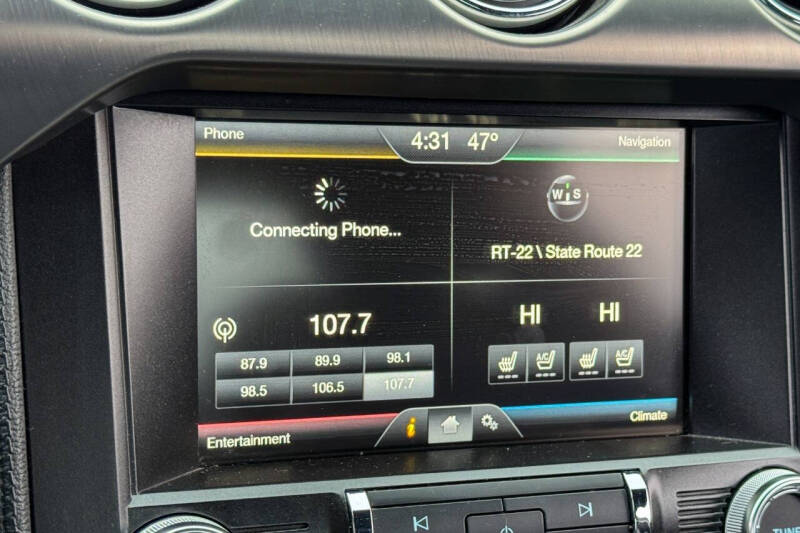 Phone 4:31 47° Navigation
Connecting Phone...
W S
RT-22 \ State Route 22
107.7
HI HI
87.9 89.9 98.1
98.5 106.5 107.7
A/C A/C
Entertainment i Climate
TUNE